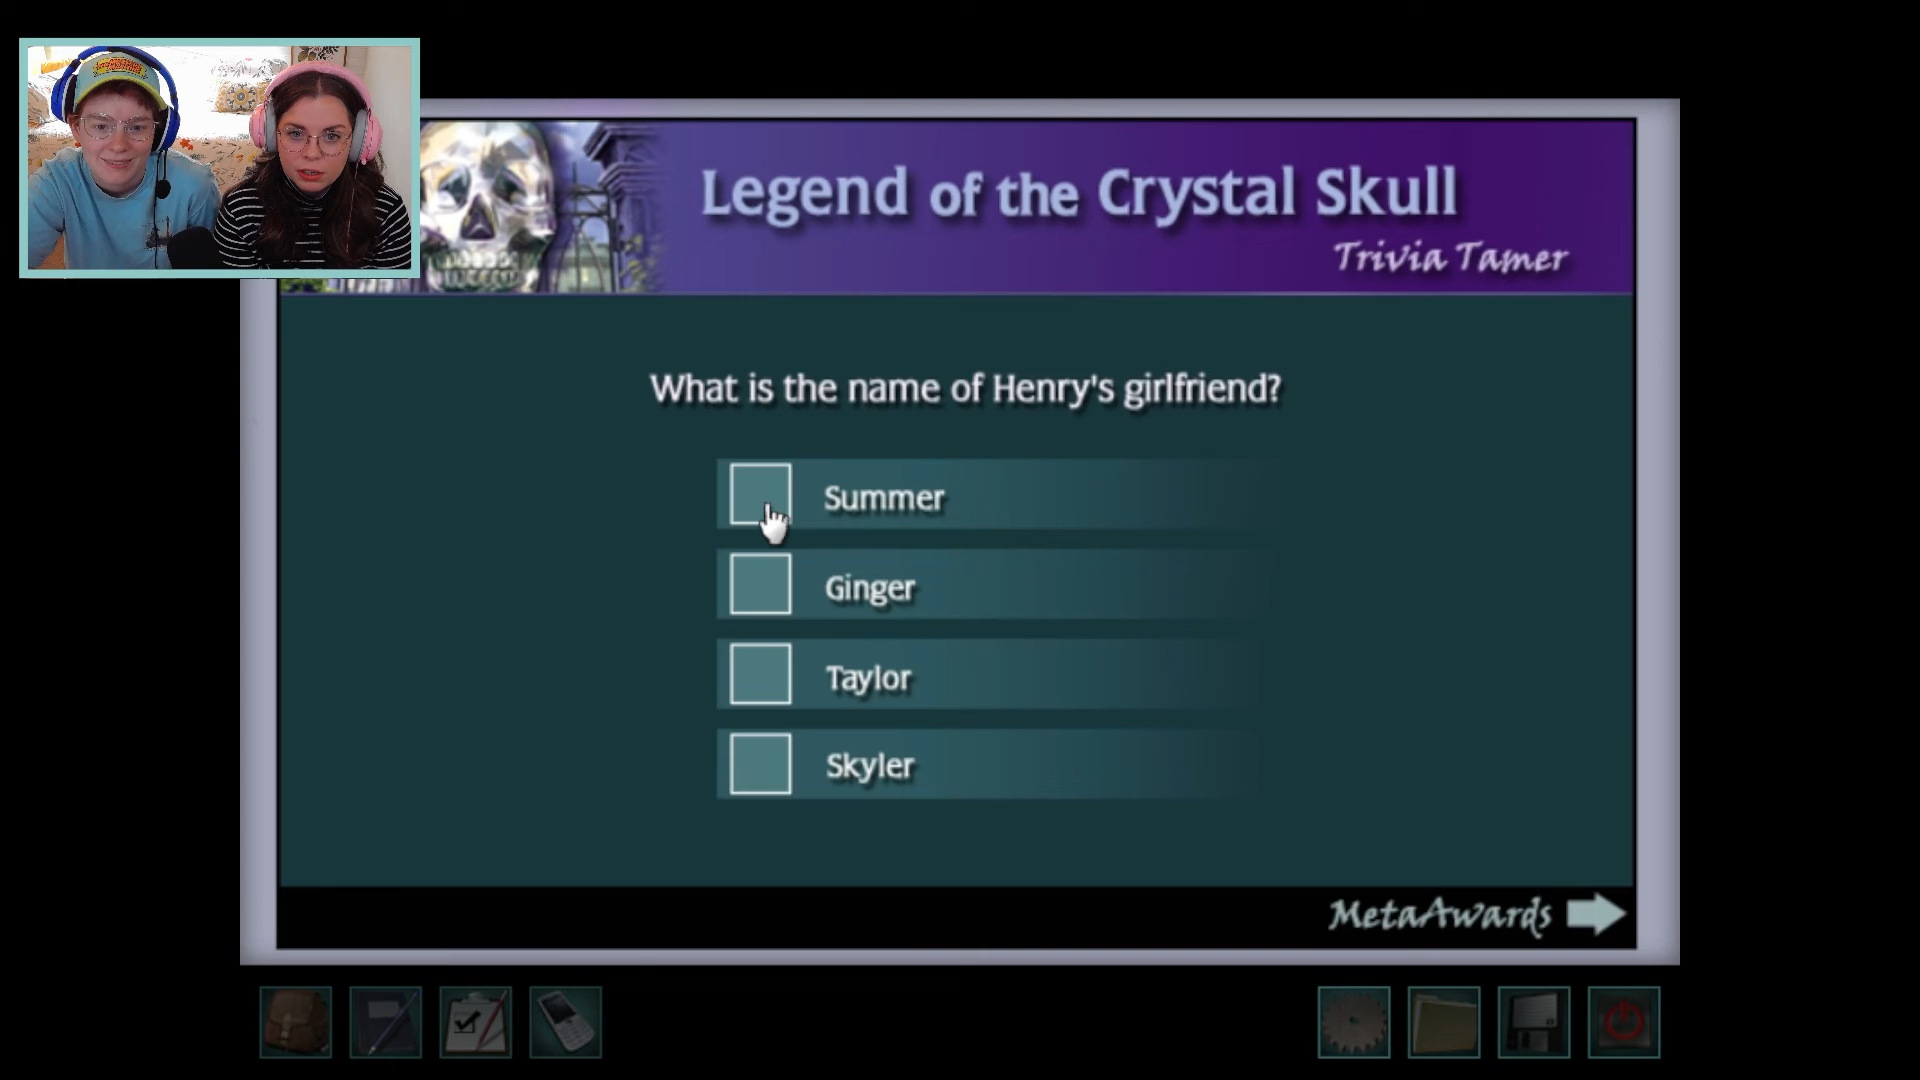 Legend of the Crystal Skull
Trivia Tamer
What is the name of Henry's girlfriend?
Summer
Ginger
Taylor
Skyler
MetaAwards